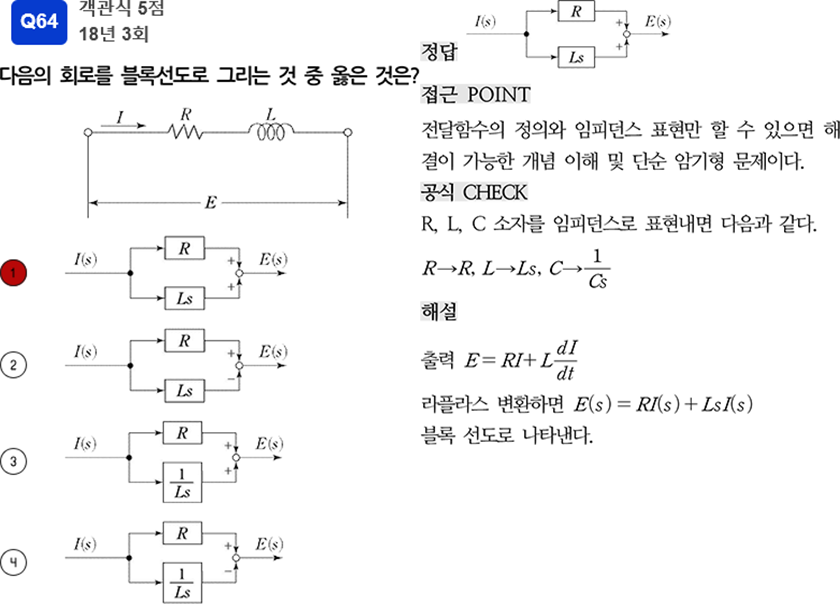 Q64
객관식 5점
18년 3회
다음의 회로를 블록선도로 그리는 것 중 옳은 것은?
I R L
E
1
I(s) R Ls + + E(s)
2
I(s) R Ls + − E(s)
3
I(s) R 1/Ls + + E(s)
4
I(s) R 1/Ls + − E(s)
정답
I(s) R Ls + + E(s)
접근 POINT
전달함수의 정의와 임피던스 표현만 할 수 있으면 해
결이 가능한 개념 이해 및 단순 암기형 문제이다.
공식 CHECK
R, L, C 소자를 임피던스로 표현내면 다음과 같다.
R→R, L→Ls, C→1/Cs
해설
출력 E=RI+L dI/dt
라플라스 변환하면 E(s)=RI(s)+LsI(s)
블록 선도로 나타낸다.